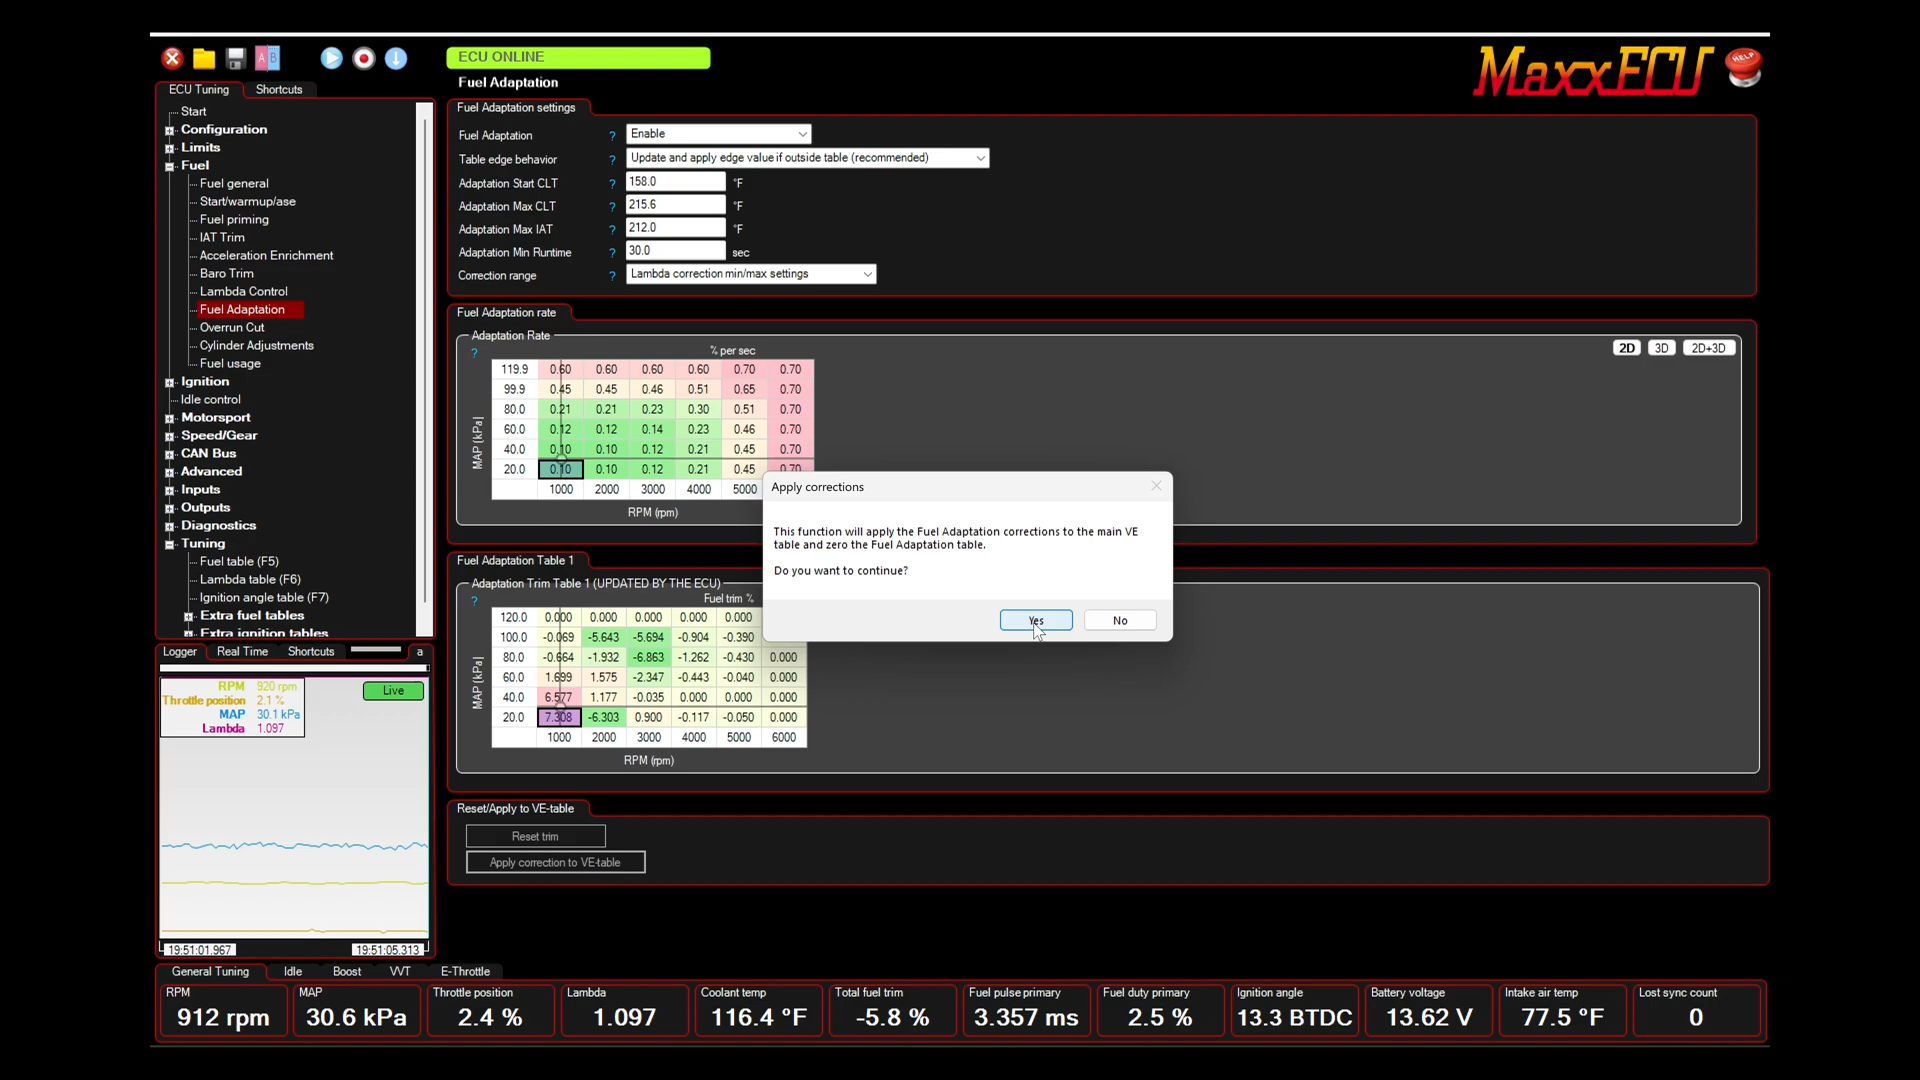 ECU ONLINE
MaxxECU
HELP
A B
ECU Tuning
Shortcuts
Fuel Adaptation
Start
Configuration
Limits
Fuel
Fuel general
Start/warmup/ase
Fuel priming
IAT Trim
Acceleration Enrichment
Baro Trim
Lambda Control
Fuel Adaptation
Overrun Cut
Cylinder Adjustments
Fuel usage
Ignition
Idle control
Motorsport
Speed/Gear
CAN Bus
Advanced
Inputs
Outputs
Diagnostics
Tuning
Fuel table (F5)
Lambda table (F6)
Ignition angle table (F7)
Extra fuel tables
Extra ignition tables
Fuel Adaptation settings
Fuel Adaptation ? Enable
Table edge behavior ? Update and apply edge value if outside table (recommended)
Adaptation Start CLT ? 158.0 °F
Adaptation Max CLT ? 215.6 °F
Adaptation Max IAT ? 212.0 °F
Adaptation Min Runtime ? 30.0 sec
Correction range ? Lambda correction min/max settings
Fuel Adaptation rate
Adaptation Rate
? % per sec
2D 3D 2D+3D
119.9 0.60 0.60 0.60 0.60 0.70 0.70
99.9 0.45 0.45 0.46 0.51 0.65 0.70
80.0 0.21 0.21 0.23 0.30 0.51 0.70
60.0 0.12 0.12 0.14 0.23 0.46 0.70
40.0 0.10 0.10 0.12 0.21 0.45 0.70
20.0 0.10 0.10 0.12 0.21 0.45 0.70
1000 2000 3000 4000 5000
MAP [kPa]
RPM (rpm)
Apply corrections
This function will apply the Fuel Adaptation corrections to the main VE
table and zero the Fuel Adaptation table.
Do you want to continue?
Yes
No
Fuel Adaptation Table 1
Adaptation Trim Table 1 (UPDATED BY THE ECU)
? Fuel trim %
120.0 0.000 0.000 0.000 0.000 0.000
100.0 -0.069 -5.643 -5.694 -0.904 -0.390
80.0 -0.664 -1.932 -6.863 -1.262 -0.430 0.000
60.0 1.699 1.575 -2.347 -0.443 -0.040 0.000
40.0 6.577 1.177 -0.035 0.000 0.000 0.000
20.0 7.308 -6.303 0.900 -0.117 -0.050 0.000
1000 2000 3000 4000 5000 6000
MAP [kPa]
RPM (rpm)
Reset/Apply to VE-table
Reset trim
Apply correction to VE-table
Logger
Real Time
Shortcuts
a
RPM 920 rpm
Throttle position 2.1 %
MAP 30.1 kPa
Lambda 1.097
Live
19:51:01.967
19:51:05.313
General Tuning
Idle
Boost
VVT
E-Throttle
RPM
912 rpm
MAP
30.6 kPa
Throttle position
2.4 %
Lambda
1.097
Coolant temp
116.4 °F
Total fuel trim
-5.8 %
Fuel pulse primary
3.357 ms
Fuel duty primary
2.5 %
Ignition angle
13.3 BTDC
Battery voltage
13.62 V
Intake air temp
77.5 °F
Lost sync count
0